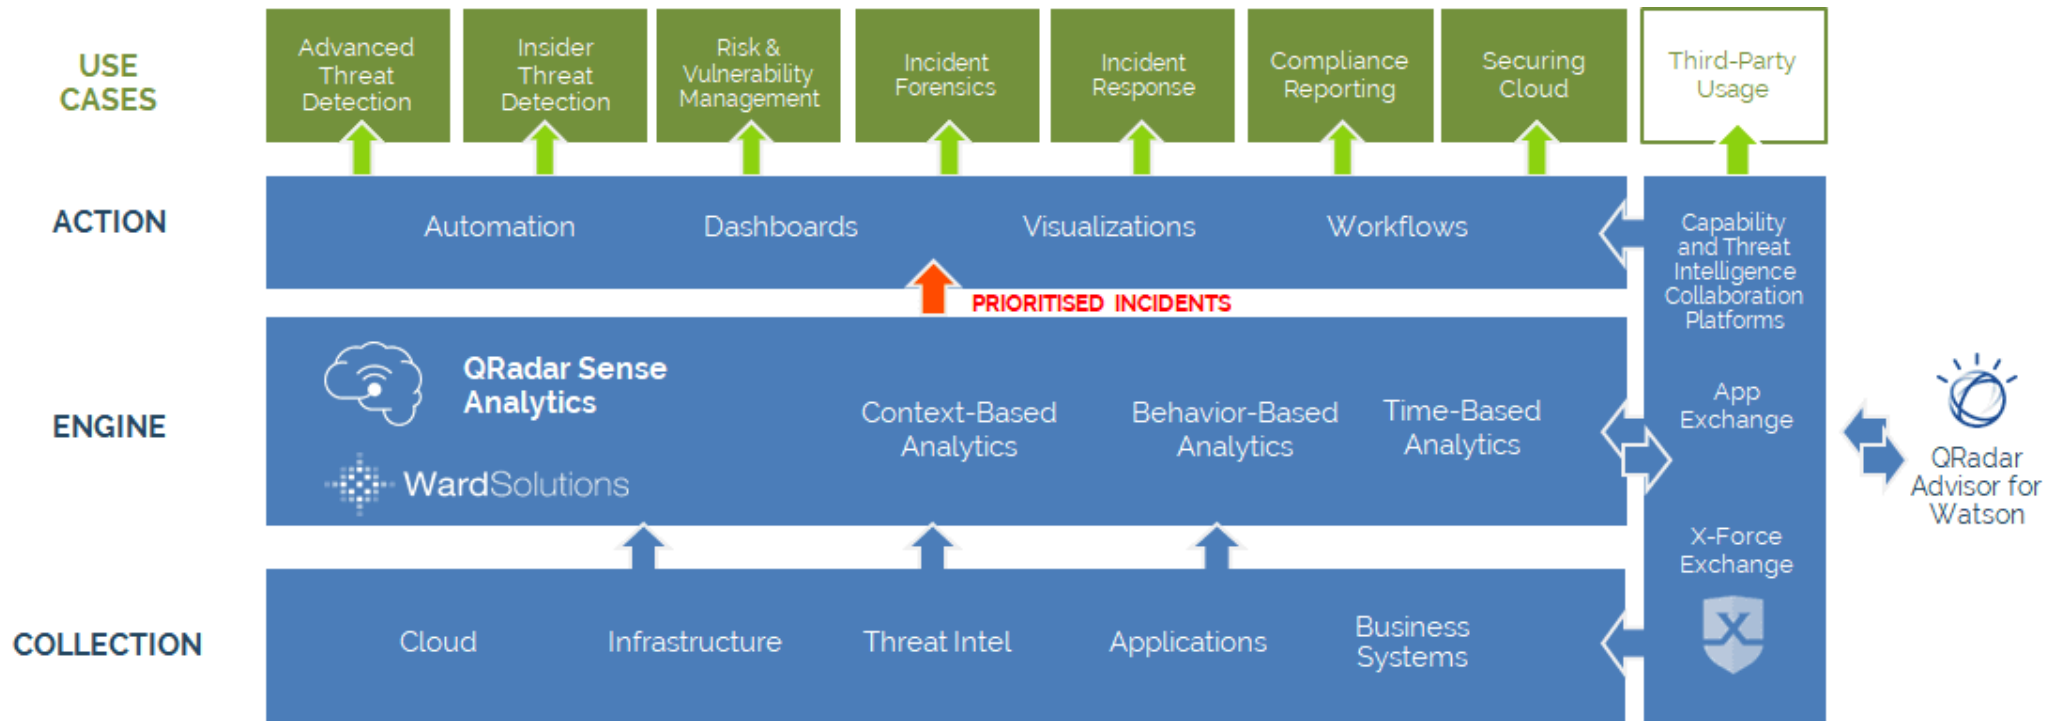 USE
CASES
Advanced
Threat
Detection
Insider
Threat
Detection
Risk &
Vulnerability
Management
Incident
Forensics
Incident
Response
Compliance
Reporting
Securing
Cloud
Third-Party
Usage
ACTION
Automation
Dashboards
Visualizations
Workflows
Capability
and Threat
Intelligence
Collaboration
Platforms
PRIORITISED INCIDENTS
ENGINE
QRadar Sense
Analytics
WardSolutions
Context-Based
Analytics
Behavior-Based
Analytics
Time-Based
Analytics
App
Exchange
QRadar
Advisor for
Watson
X-Force
Exchange
X
COLLECTION
Cloud
Infrastructure
Threat Intel
Applications
Business
Systems